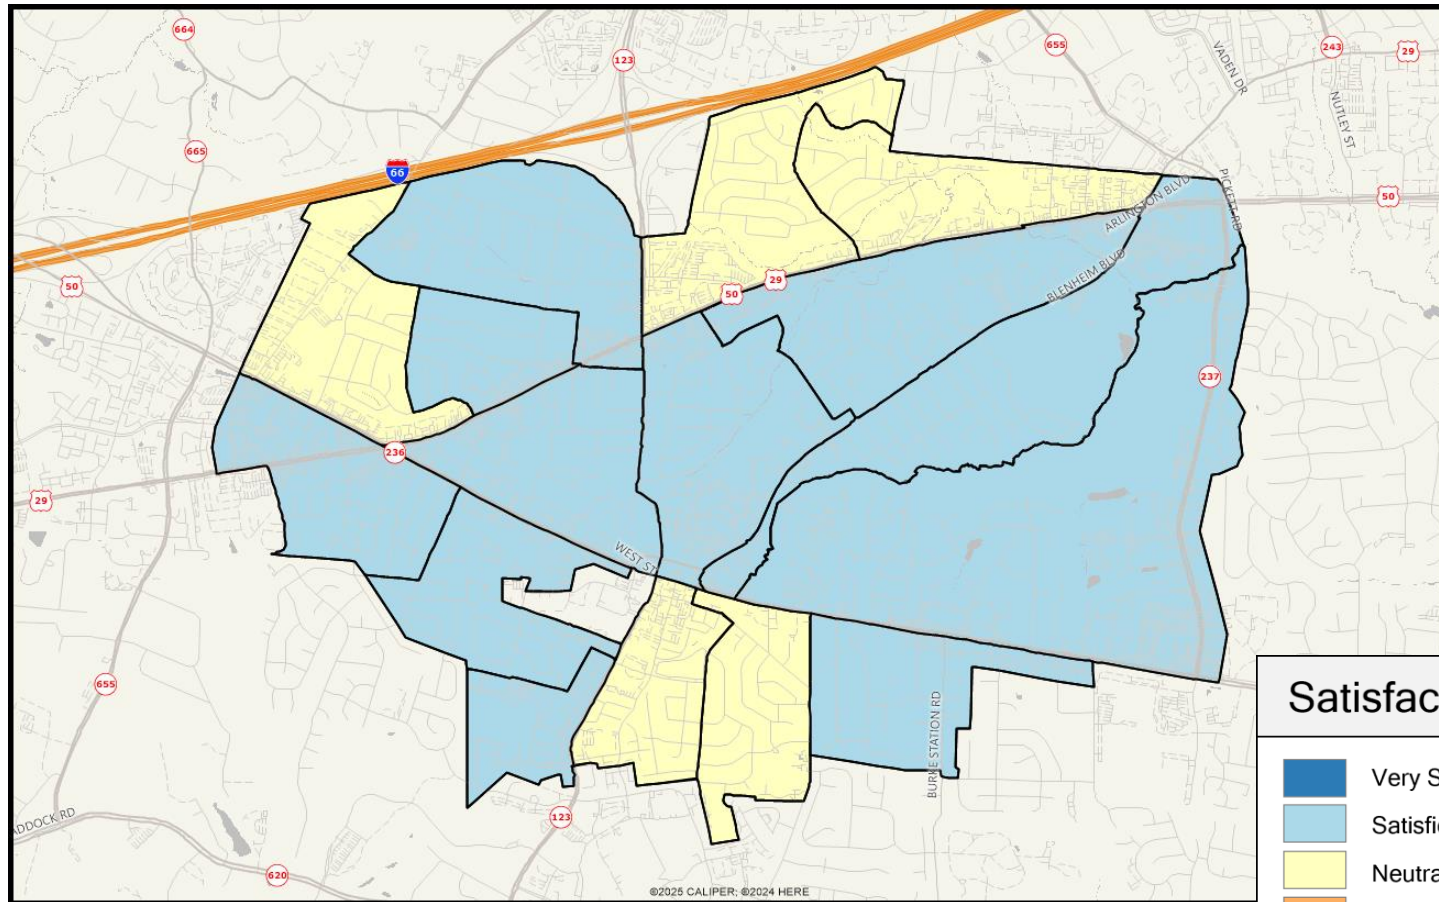 664
123
655
243
29
VADEN DR
NUTLEY ST
665
66
PICKETT RD
50
ARLINGTON BLVD
50
29
50
BLENHEIM BLVD
237
236
29
WEST ST
655
BURKE STATION RD
Satisfac
Very S
Satisfie
Neutra
123
ADDOCK RD
620
©2025 CALIPER; ©2024 HERE